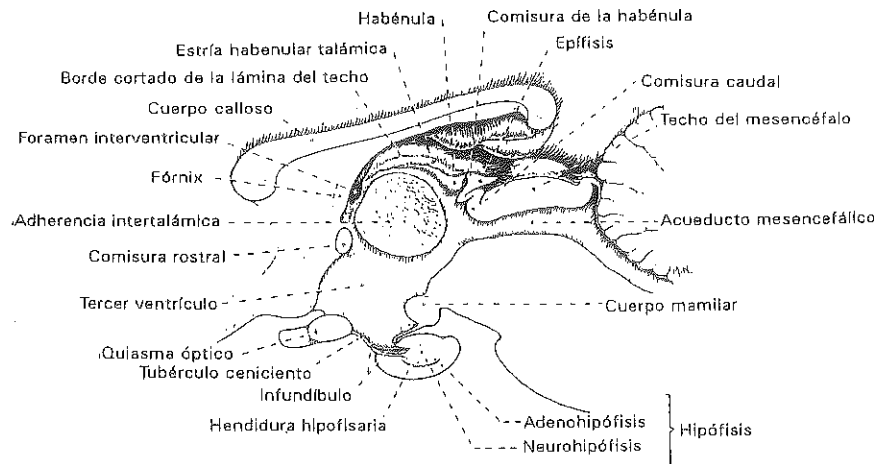 Habénula
Comisura de la habénula
Estría habenular talámica
Epífisis
Borde cortado de la lámina del techo
Comisura caudal
Cuerpo calloso
Techo del mesencéfalo
Foramen interventricular
Fórnix
Adherencia intertalámica
Acueducto mesencefálico
Comisura rostral
M.N.
Tercer ventrículo
Cuerpo mamilar
Quiasma óptico
Tubérculo ceniciento
Infundíbulo
Hendidura hipofisaria
Adenohipófisis
Hipófisis
Neurohipófisis